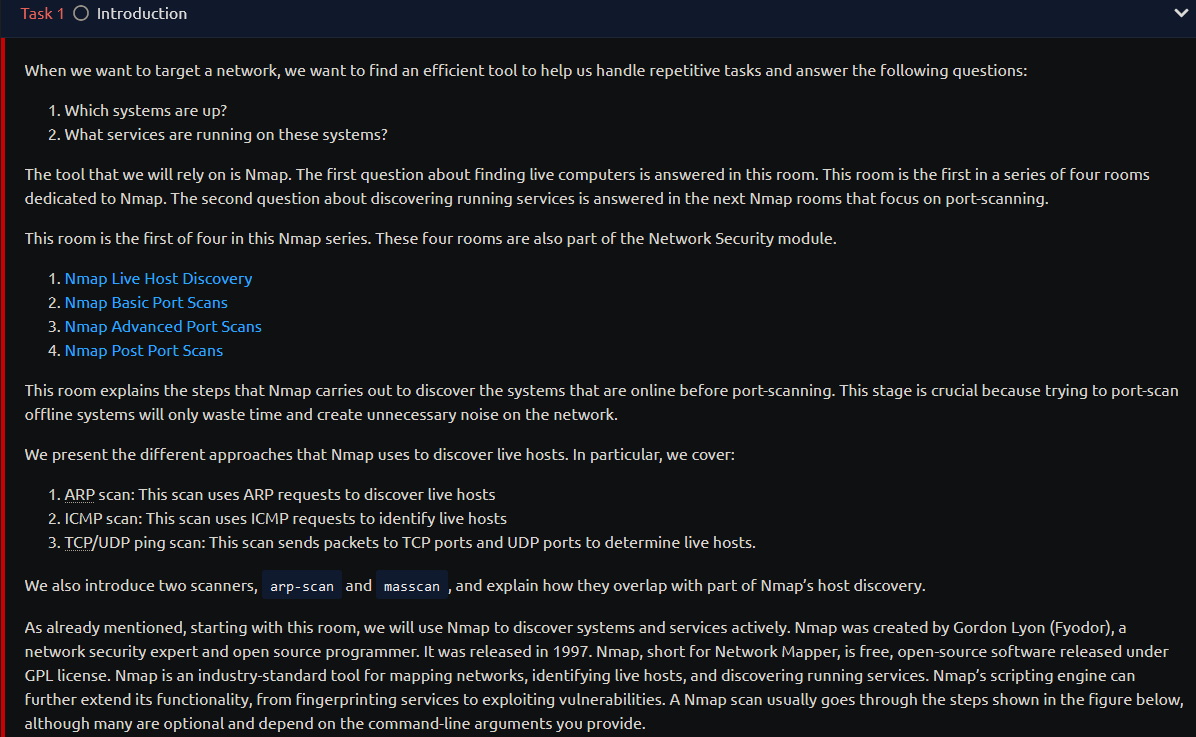 Task 1 Introduction
When we want to target a network, we want to find an efficient tool to help us handle repetitive tasks and answer the following questions:
1. Which systems are up?
2. What services are running on these systems?
The tool that we will rely on is Nmap. The first question about finding live computers is answered in this room. This room is the first in a series of four rooms
dedicated to Nmap. The second question about discovering running services is answered in the next Nmap rooms that focus on port-scanning.
This room is the first of four in this Nmap series. These four rooms are also part of the Network Security module.
1. Nmap Live Host Discovery
2. Nmap Basic Port Scans
3. Nmap Advanced Port Scans
4. Nmap Post Port Scans
This room explains the steps that Nmap carries out to discover the systems that are online before port-scanning. This stage is crucial because trying to port-scan
offline systems will only waste time and create unnecessary noise on the network.
We present the different approaches that Nmap uses to discover live hosts. In particular, we cover:
1. ARP scan: This scan uses ARP requests to discover live hosts
2. ICMP scan: This scan uses ICMP requests to identify live hosts
3. TCP/UDP ping scan: This scan sends packets to TCP ports and UDP ports to determine live hosts.
We also introduce two scanners, arp-scan and masscan , and explain how they overlap with part of Nmap’s host discovery.
As already mentioned, starting with this room, we will use Nmap to discover systems and services actively. Nmap was created by Gordon Lyon (Fyodor), a
network security expert and open source programmer. It was released in 1997. Nmap, short for Network Mapper, is free, open-source software released under
GPL license. Nmap is an industry-standard tool for mapping networks, identifying live hosts, and discovering running services. Nmap’s scripting engine can
further extend its functionality, from fingerprinting services to exploiting vulnerabilities. A Nmap scan usually goes through the steps shown in the figure below,
although many are optional and depend on the command-line arguments you provide.